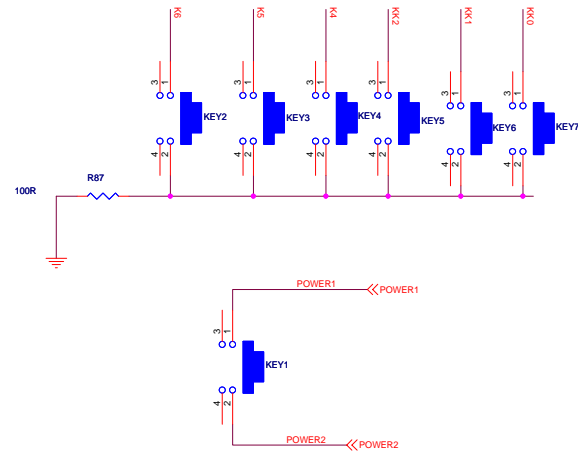 K6 K5 K4 KK2 KK1 KK0
3 1 3 1 3 1 3 1 3 1 3 1
KEY2 KEY3 KEY4 KEY5 KEY6 KEY7
4 2 4 2 4 2 4 2 4 2 4 2
R87
100R
POWER1 POWER1
3 1
KEY1
4 2
POWER2 POWER2